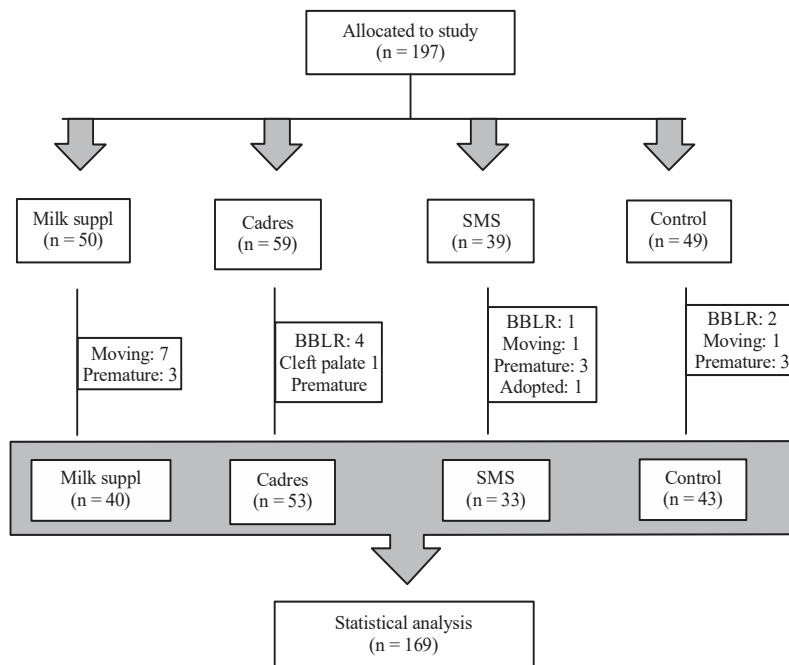 Allocated to study
(n = 197)
Milk suppl
(n = 50)
Cadres
(n = 59)
SMS
(n = 39)
Control
(n = 49)
Moving: 7
Premature: 3
BBLR: 4
Cleft palate 1
Premature
BBLR: 1
Moving: 1
Premature: 3
Adopted: 1
BBLR: 2
Moving: 1
Premature: 3
Milk suppl
(n = 40)
Cadres
(n = 53)
SMS
(n = 33)
Control
(n = 43)
Statistical analysis
(n = 169)